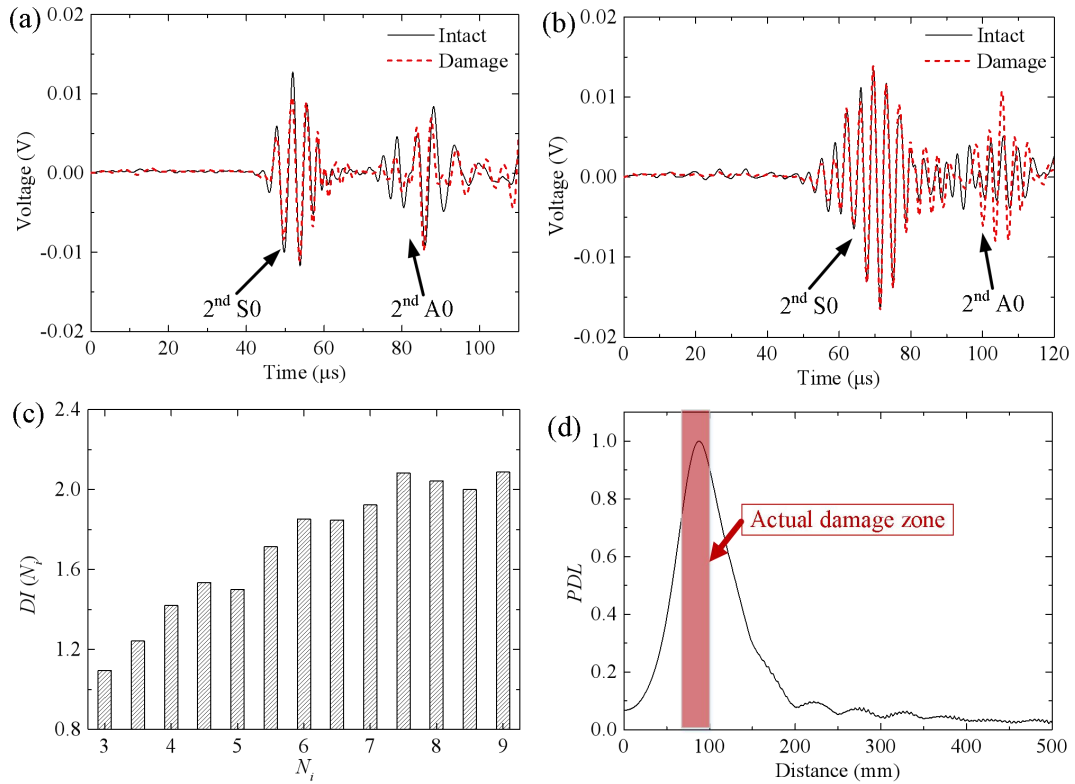 (a)
Intact
Damage
0.02
0.01
0.00
-0.01
-0.02
Voltage (V)
2nd S0
2nd A0
0 20 40 60 80 100
Time (μs)
(b)
Intact
Damage
0.02
0.01
0.00
-0.01
-0.02
Voltage (V)
2nd S0
2nd A0
0 20 40 60 80 100 120
Time (μs)
(c)
2.4
2.0
1.6
1.2
0.8
DI (Ni)
3 4 5 6 7 8 9
Ni
(d)
1.0
0.8
0.6
0.4
0.2
0.0
PDL
Actual damage zone
0 100 200 300 400 500
Distance (mm)